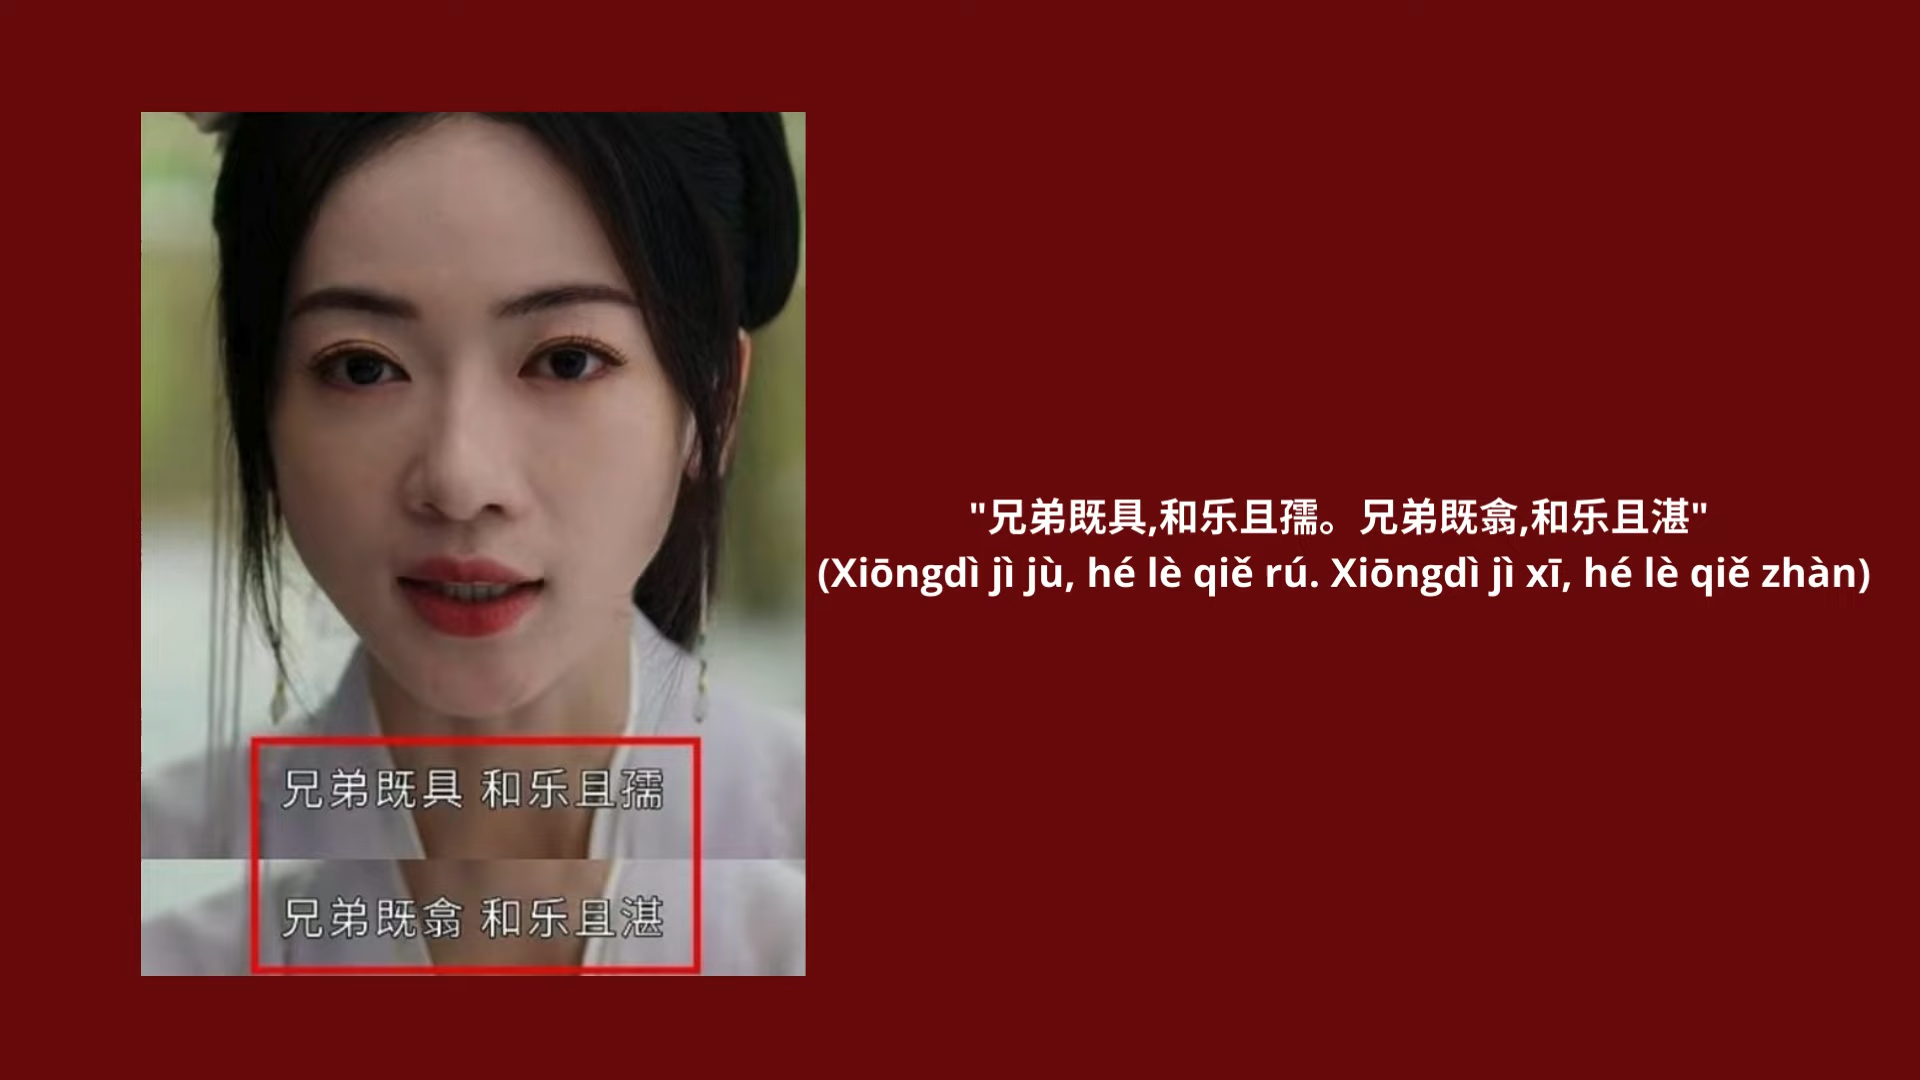 兄弟既具 和乐且孺
兄弟既翕 和乐且湛
"兄弟既具,和乐且孺。兄弟既翕,和乐且湛"
(Xiōngdì jì jù, hé lè qiě rú. Xiōngdì jì xī, hé lè qiě zhàn)